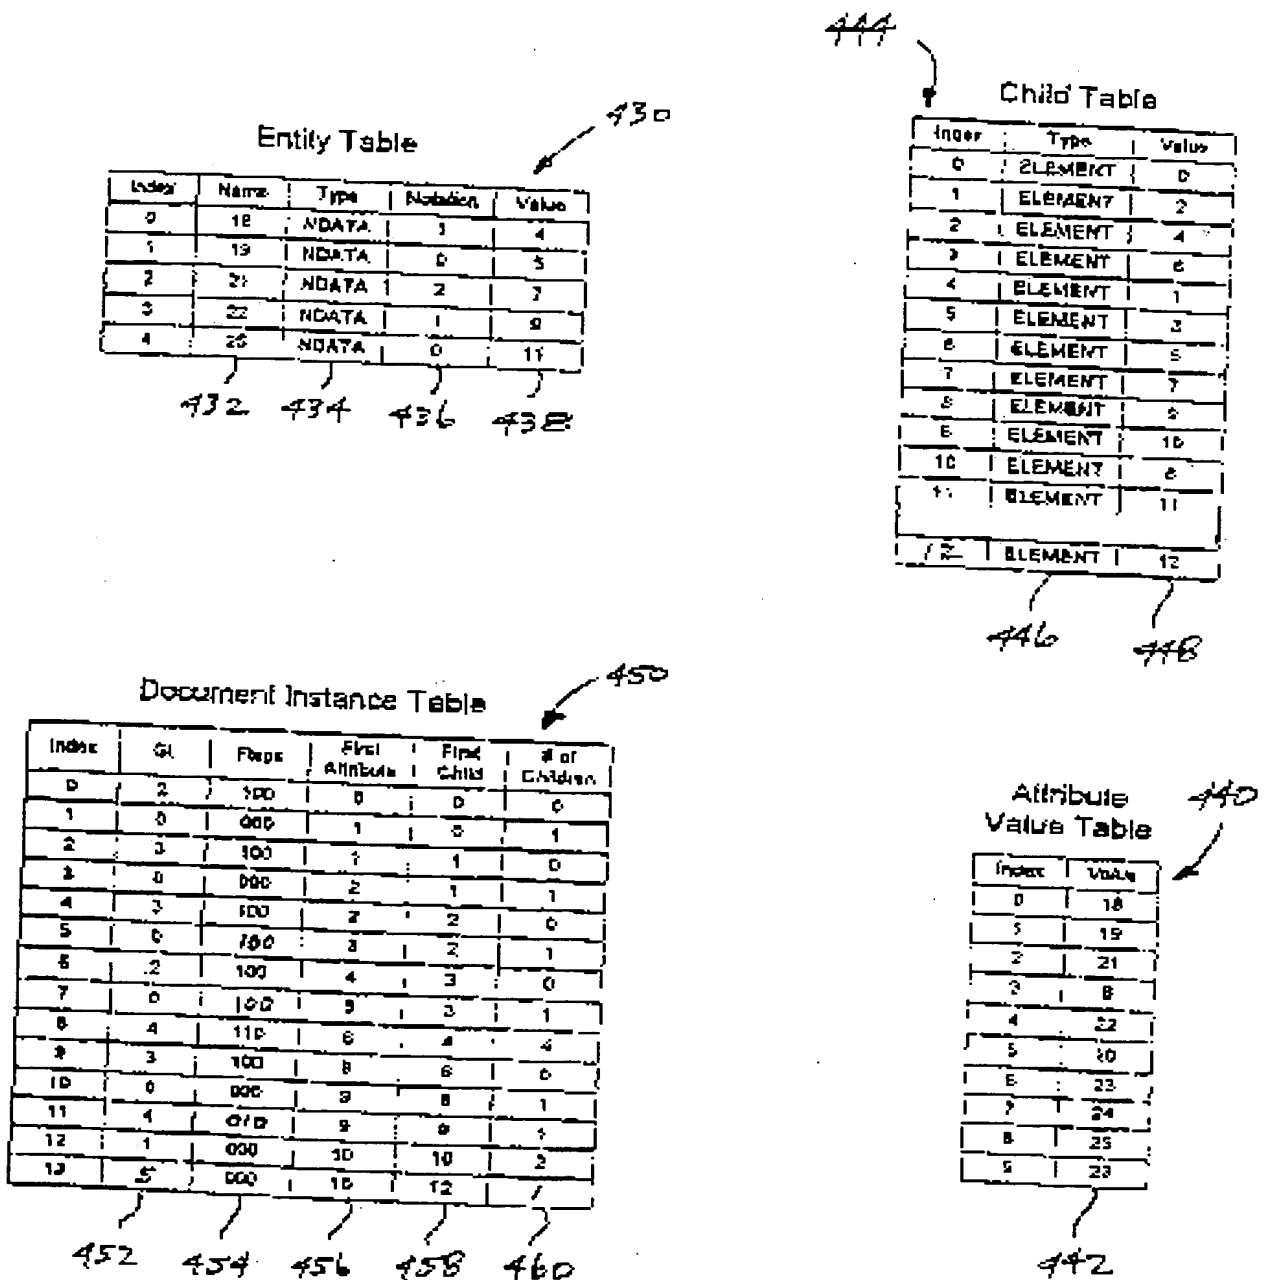 444
Child Table
Index Type Value
0 ELEMENT 0
1 ELEMENT 2
2 ELEMENT 4
3 ELEMENT 6
4 ELEMENT 1
5 ELEMENT 3
6 ELEMENT 5
7 ELEMENT 7
8 ELEMENT 9
9 ELEMENT 10
10 ELEMENT 8
11 ELEMENT 11
12 ELEMENT 12
446 448
430
Entity Table
Index Name Type Notation Value
0 18 NDATA 1 4
1 19 NDATA 0 5
2 21 NDATA 2 7
3 22 NDATA 1 9
4 25 NDATA 0 11
432 434 436 438
450
Document Instance Table
Index GI Flags First Attribute First Child # of Children
0 2 100 0 0 0
1 0 000 1 0 1
2 3 100 1 1 0
3 0 000 2 1 1
4 3 100 2 2 0
5 0 100 3 2 1
6 2 100 4 3 0
7 0 100 5 3 1
8 4 110 6 4 4
9 3 100 8 0
10 0 000 9 8 1
11 4 010 9 9 1
12 1 000 10 10 2
13 5 000 10 12 1
452 454 456 458 460
Attribute
Value Table
440
Index Value
0 18
1 19
2 21
3 8
4 22
5 20
6 23
7 24
8 25
9 23
442